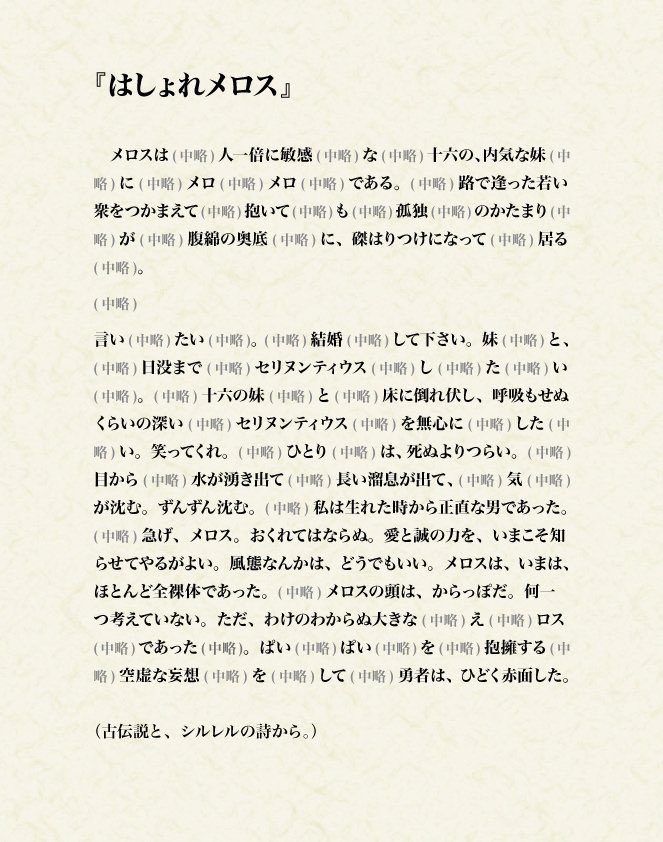 『はしょれメロス』
　メロスは(中略)人一倍に敏感(中略)な(中略)十六の、内気な妹(中
略)に(中略)メロ(中略)メロ(中略)である。(中略)路で逢った若い
衆をつかまえて(中略)抱いて(中略)も(中略)孤独(中略)のかたまり(中
略)が(中略)腹綿の奥底(中略)に、磔はりつけになって(中略)居る
(中略)。
(中略)
言い(中略)たい(中略)。(中略)結婚(中略)して下さい。妹(中略)と、
(中略)日没まで(中略)セリヌンティウス(中略)し(中略)た(中略)い
(中略)。(中略)十六の妹(中略)と(中略)床に倒れ伏し、呼吸もせぬ
くらいの深い(中略)セリヌンティウス(中略)を無心に(中略)した(中
略)い。笑ってくれ。(中略)ひとり(中略)は、死ぬよりつらい。(中略)
目から(中略)水が湧き出て(中略)長い溜息が出て、(中略)気(中略)
が沈む。ずんずん沈む。(中略)私は生れた時から正直な男であった。
(中略)急げ、メロス。おくれてはならぬ。愛と誠の力を、いまこそ知
らせてやるがよい。風態なんかは、どうでもいい。メロスは、いまは、
ほとんど全裸体であった。(中略)メロスの頭は、からっぽだ。何一
つ考えていない。ただ、わけのわからぬ大きな(中略)え(中略)ロス
(中略)であった(中略)。ぱい(中略)ぱい(中略)を(中略)抱擁する(中
略)空虚な妄想(中略)を(中略)して(中略)勇者は、ひどく赤面した。
（古伝説と、シルレルの詩から。）